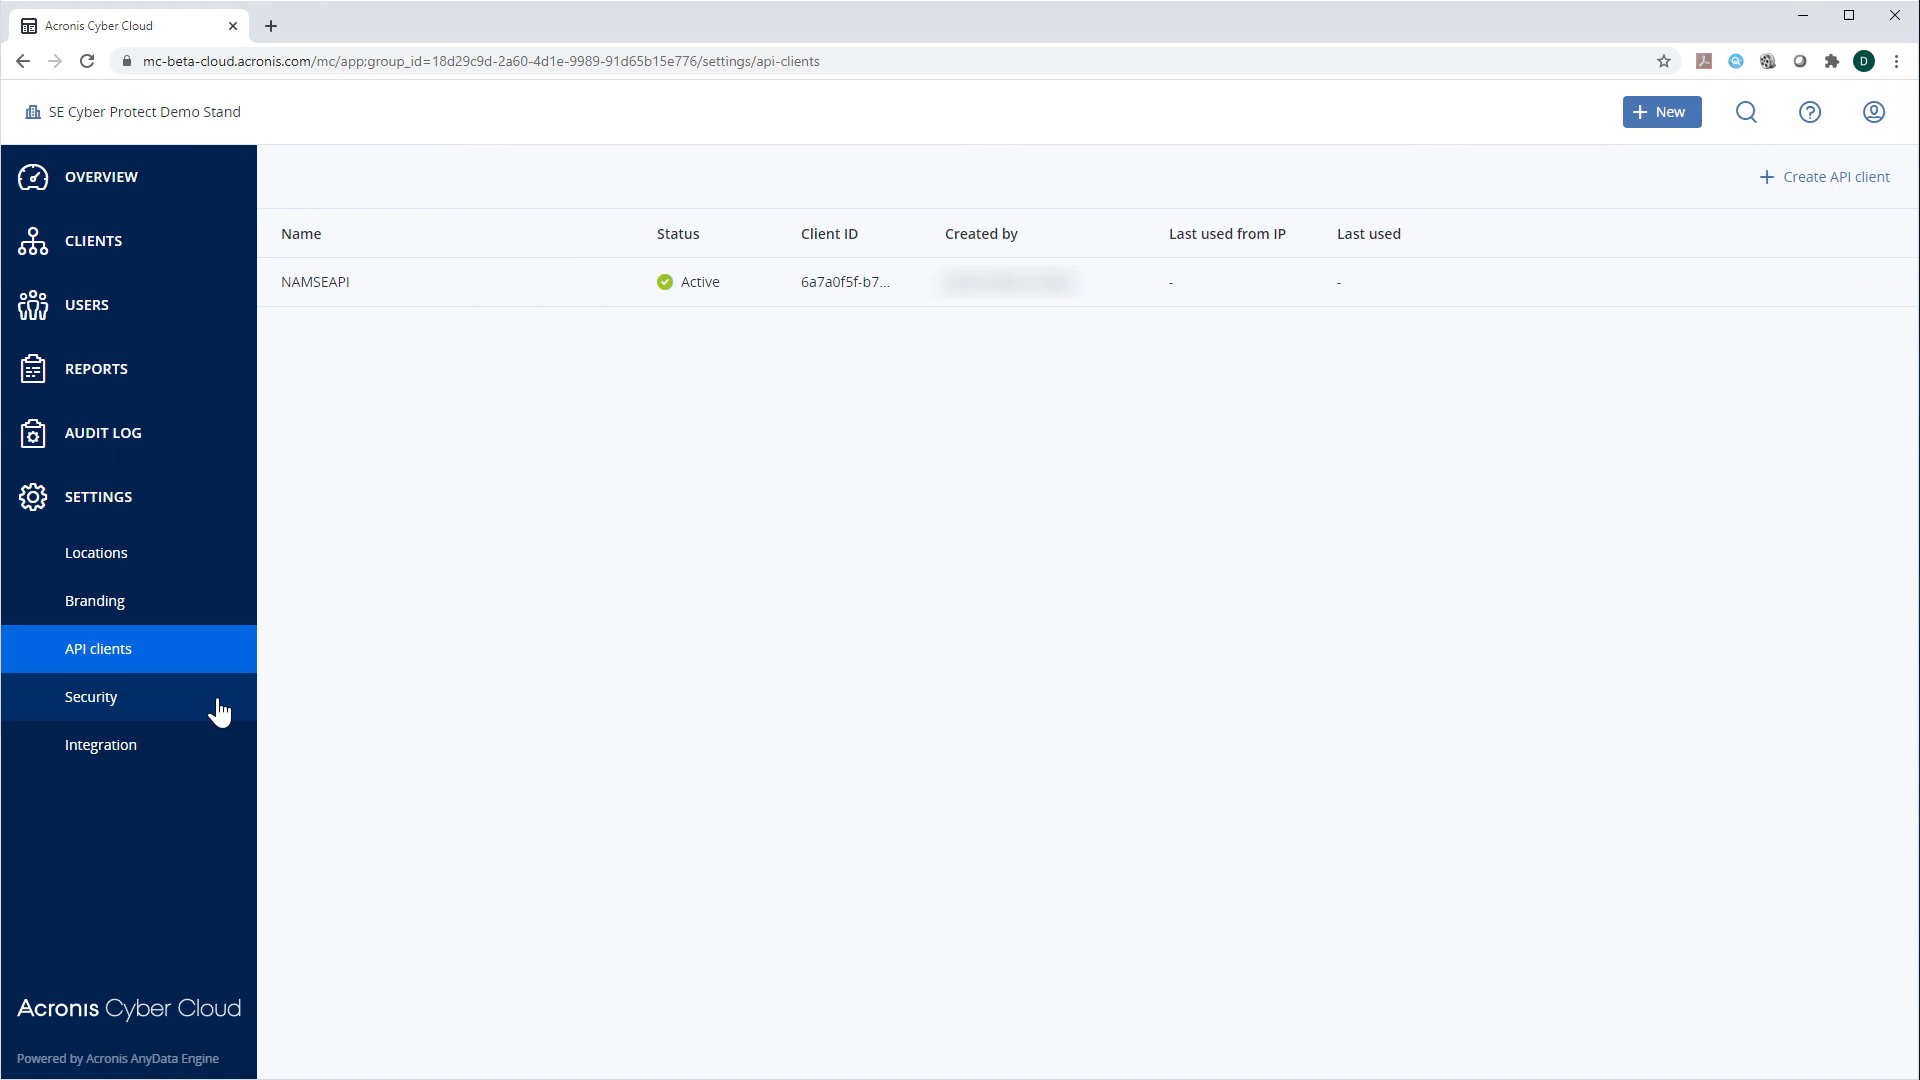 Acronis Cyber Cloud
mc-beta-cloud.acronis.com/mc/app;group_id=18d29c9d-2a60-4d1e-9989-91d65b15e776/settings/api-clients
D
SE Cyber Protect Demo Stand
+ New
OVERVIEW
+ Create API client
CLIENTS
Name Status Client ID Created by Last used from IP Last used
NAMSEAPI Active 6a7a0f5f-b7... - -
USERS
REPORTS
AUDIT LOG
SETTINGS
Locations
Branding
API clients
Security
Integration
Acronis Cyber Cloud
Powered by Acronis AnyData Engine